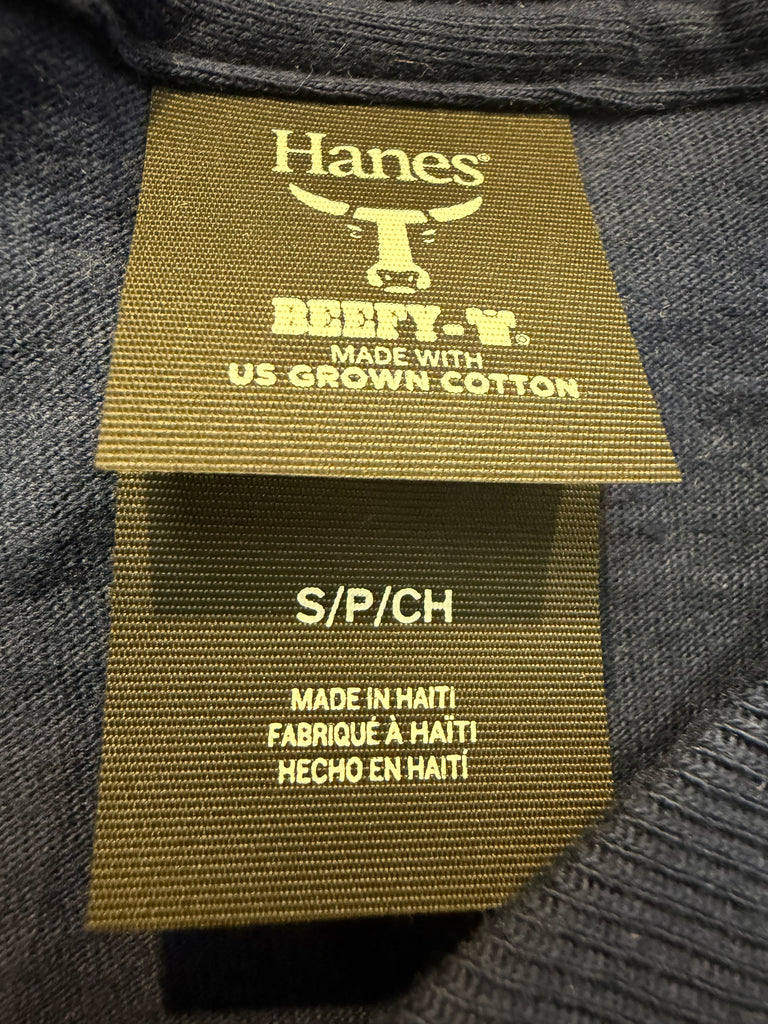 Hanes®
BEEFY-T®
MADE WITH
US GROWN COTTON
S/P/CH
MADE IN HAITI
FABRIQUÉ À HAÏTI
HECHO EN HAITÍ